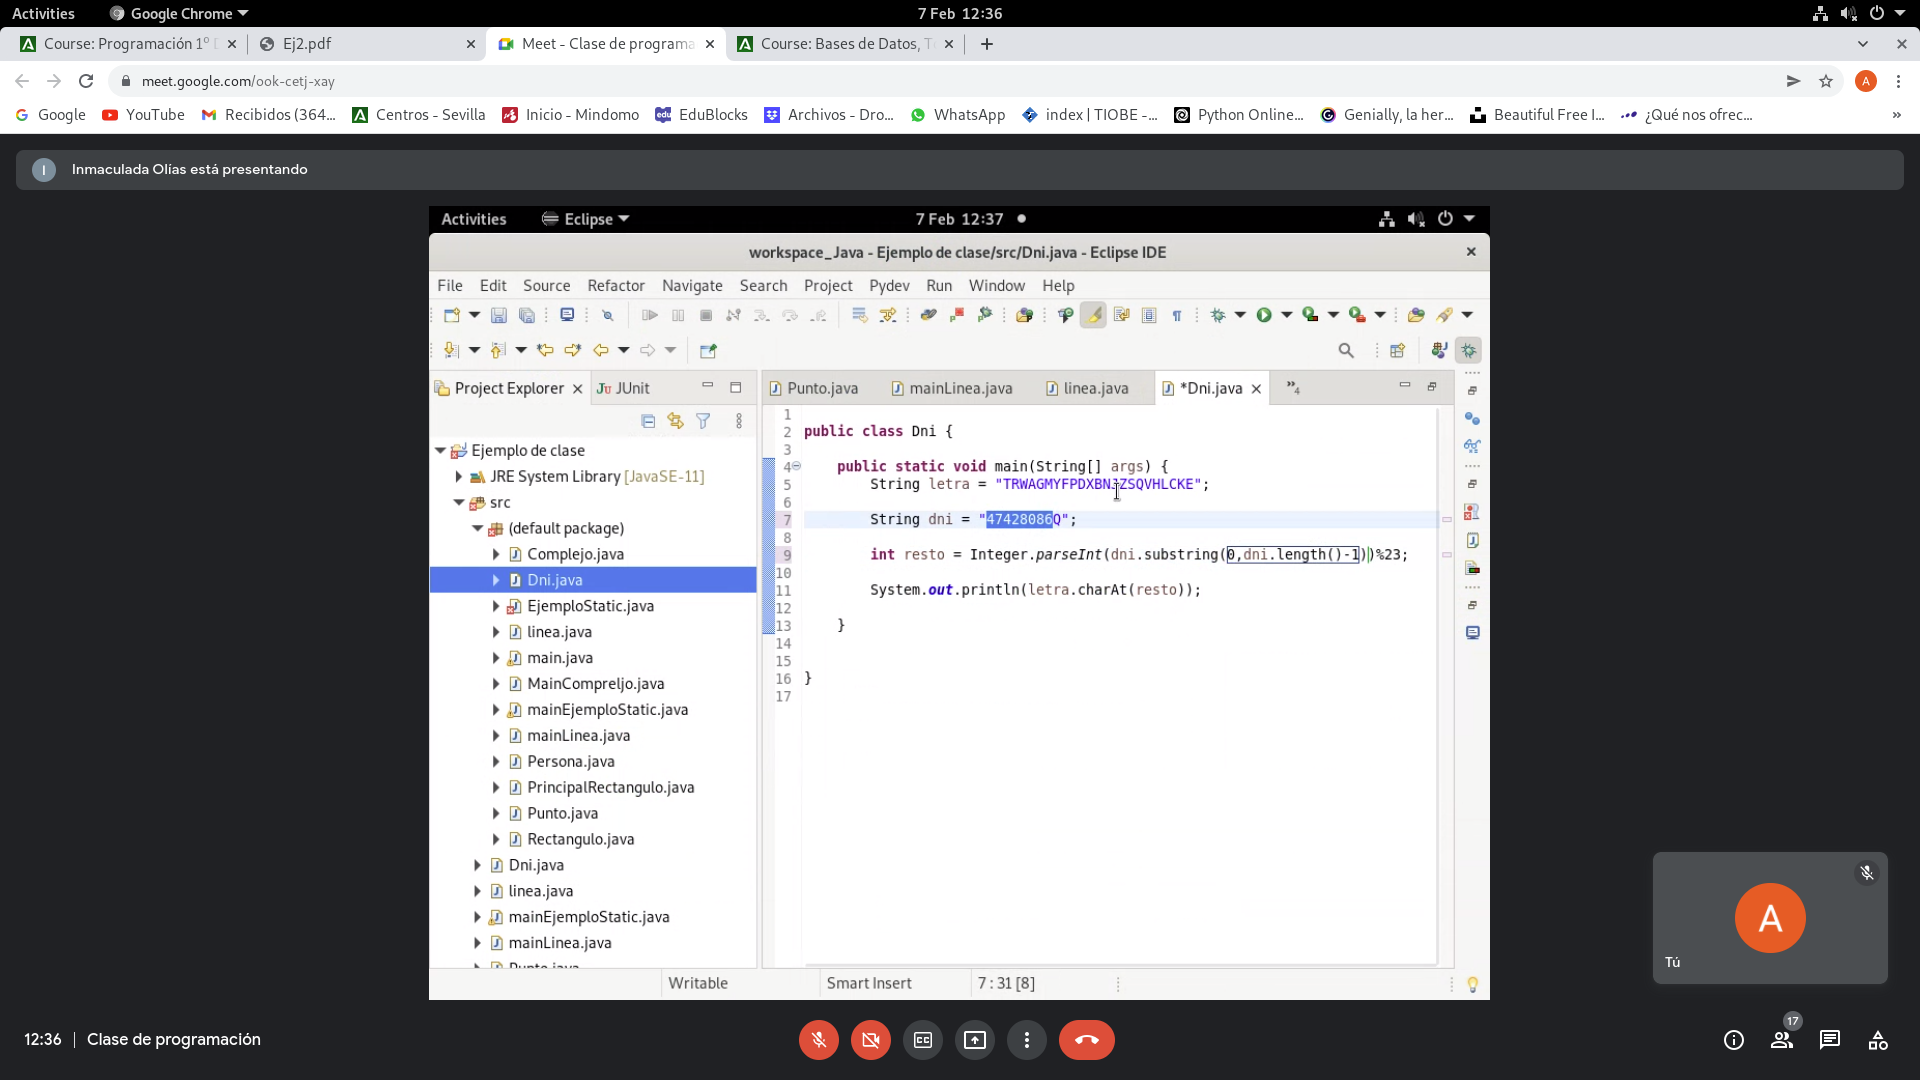 Activities Google Chrome 7 Feb 12:36
Course: Programación 1º Ej2.pdf Meet - Clase de programa Course: Bases de Datos, T
meet.google.com/ook-cetj-xay A
Google YouTube Recibidos (364... Centros - Sevilla Inicio - Mindomo EduBlocks Archivos - Dro... WhatsApp index | TIOBE -... Python Online... Genially, la her... Beautiful Free I... ¿Qué nos ofrec... »
I Inmaculada Olías está presentando
Activities Eclipse 7 Feb 12:37
workspace_Java - Ejemplo de clase/src/Dni.java - Eclipse IDE
File Edit Source Refactor Navigate Search Project Pydev Run Window Help
Project Explorer JUnit Punto.java mainLinea.java linea.java *Dni.java »4
Ejemplo de clase
JRE System Library [JavaSE-11]
src
(default package)
Complejo.java
Dni.java
EjemploStatic.java
linea.java
main.java
MainCompreljo.java
mainEjemploStatic.java
mainLinea.java
Persona.java
PrincipalRectangulo.java
Punto.java
Rectangulo.java
Dni.java
linea.java
mainEjemploStatic.java
mainLinea.java
Punto.java
1
2 public class Dni {
3
4 public static void main(String[] args) {
5 String letra = "TRWAGMYFPDXBNJZSQVHLCKE";
6
7 String dni = "47428086Q";
8
9 int resto = Integer.parseInt(dni.substring(0,dni.length()-1))%23;
10
11 System.out.println(letra.charAt(resto));
12
13 }
14
15
16 }
17
Writable Smart Insert 7 : 31 [8]
A
Tú
12:36 | Clase de programación 17